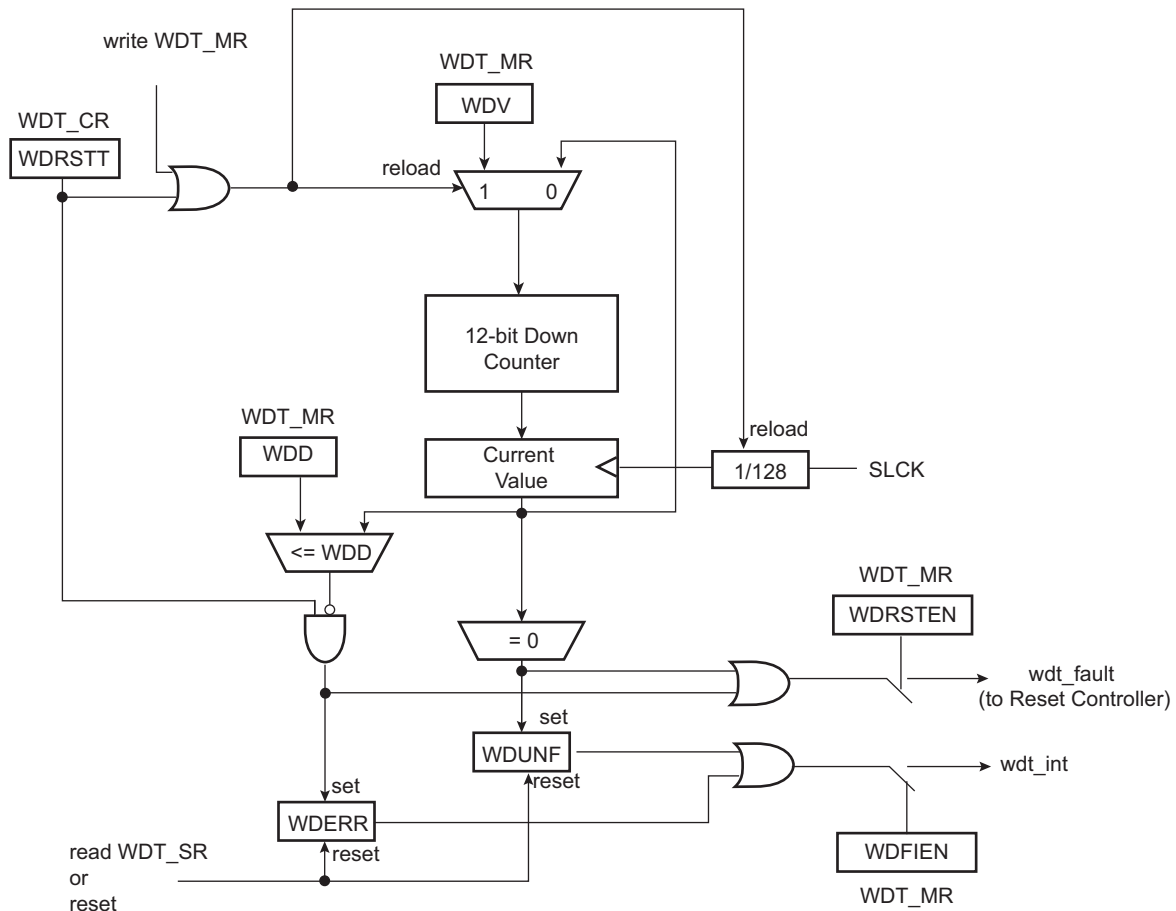 write WDT_MR
WDT_MR
WDV
WDT_CR
WDRSTT
reload
1 0
12-bit Down
Counter
WDT_MR
WDD
reload
Current
Value
1/128
SLCK
<= WDD
WDT_MR
WDRSTEN
= 0
wdt_fault
(to Reset Controller)
set
WDUNF
reset
wdt_int
set
WDERR
reset
WDFIEN
read WDT_SR
or
reset
WDT_MR